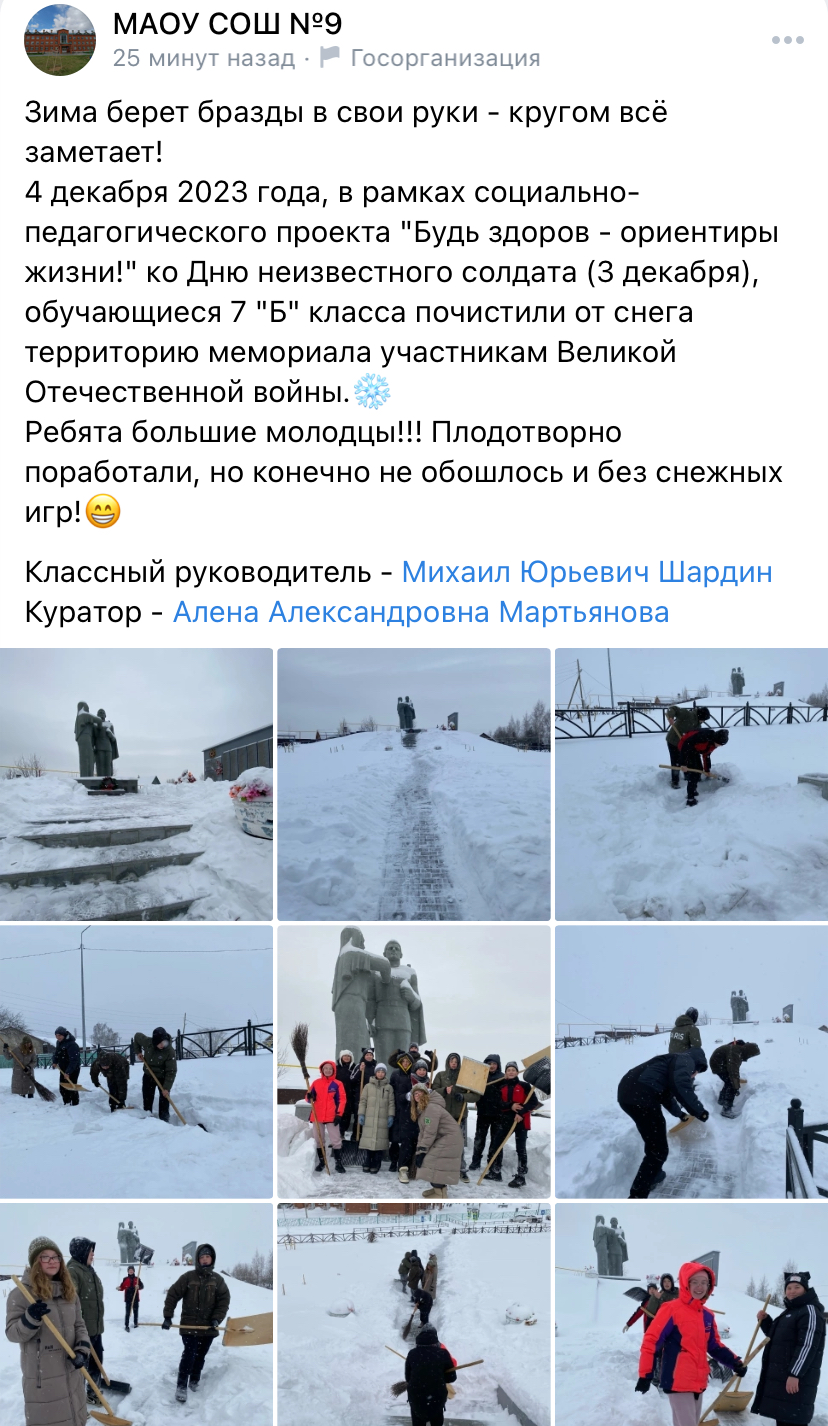 МАОУ СОШ №9
25 минут назад · Госорганизация
Зима берет бразды в свои руки - кругом всё
заметает!
4 декабря 2023 года, в рамках социально-
педагогического проекта "Будь здоров - ориентиры
жизни!" ко Дню неизвестного солдата (3 декабря),
обучающиеся 7 "Б" класса почистили от снега
территорию мемориала участникам Великой
Отечественной войны.❄️
Ребята большие молодцы!!! Плодотворно
поработали, но конечно не обошлось и без снежных
игр!😁
Классный руководитель - Михаил Юрьевич Шардин
Куратор - Алена Александровна Мартьянова